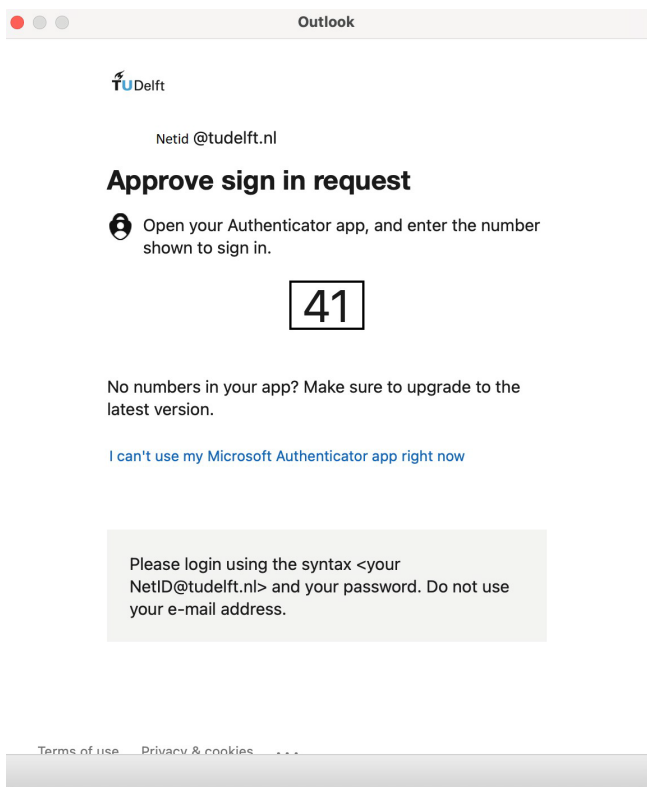 Outlook
TUDelft
Netid @tudelft.nl
Approve sign in request
Open your Authenticator app, and enter the number
shown to sign in.
41
No numbers in your app? Make sure to upgrade to the
latest version.
I can't use my Microsoft Authenticator app right now
Please login using the syntax <your
NetID@tudelft.nl> and your password. Do not use
your e-mail address.
Terms of use Privacy & cookies ...